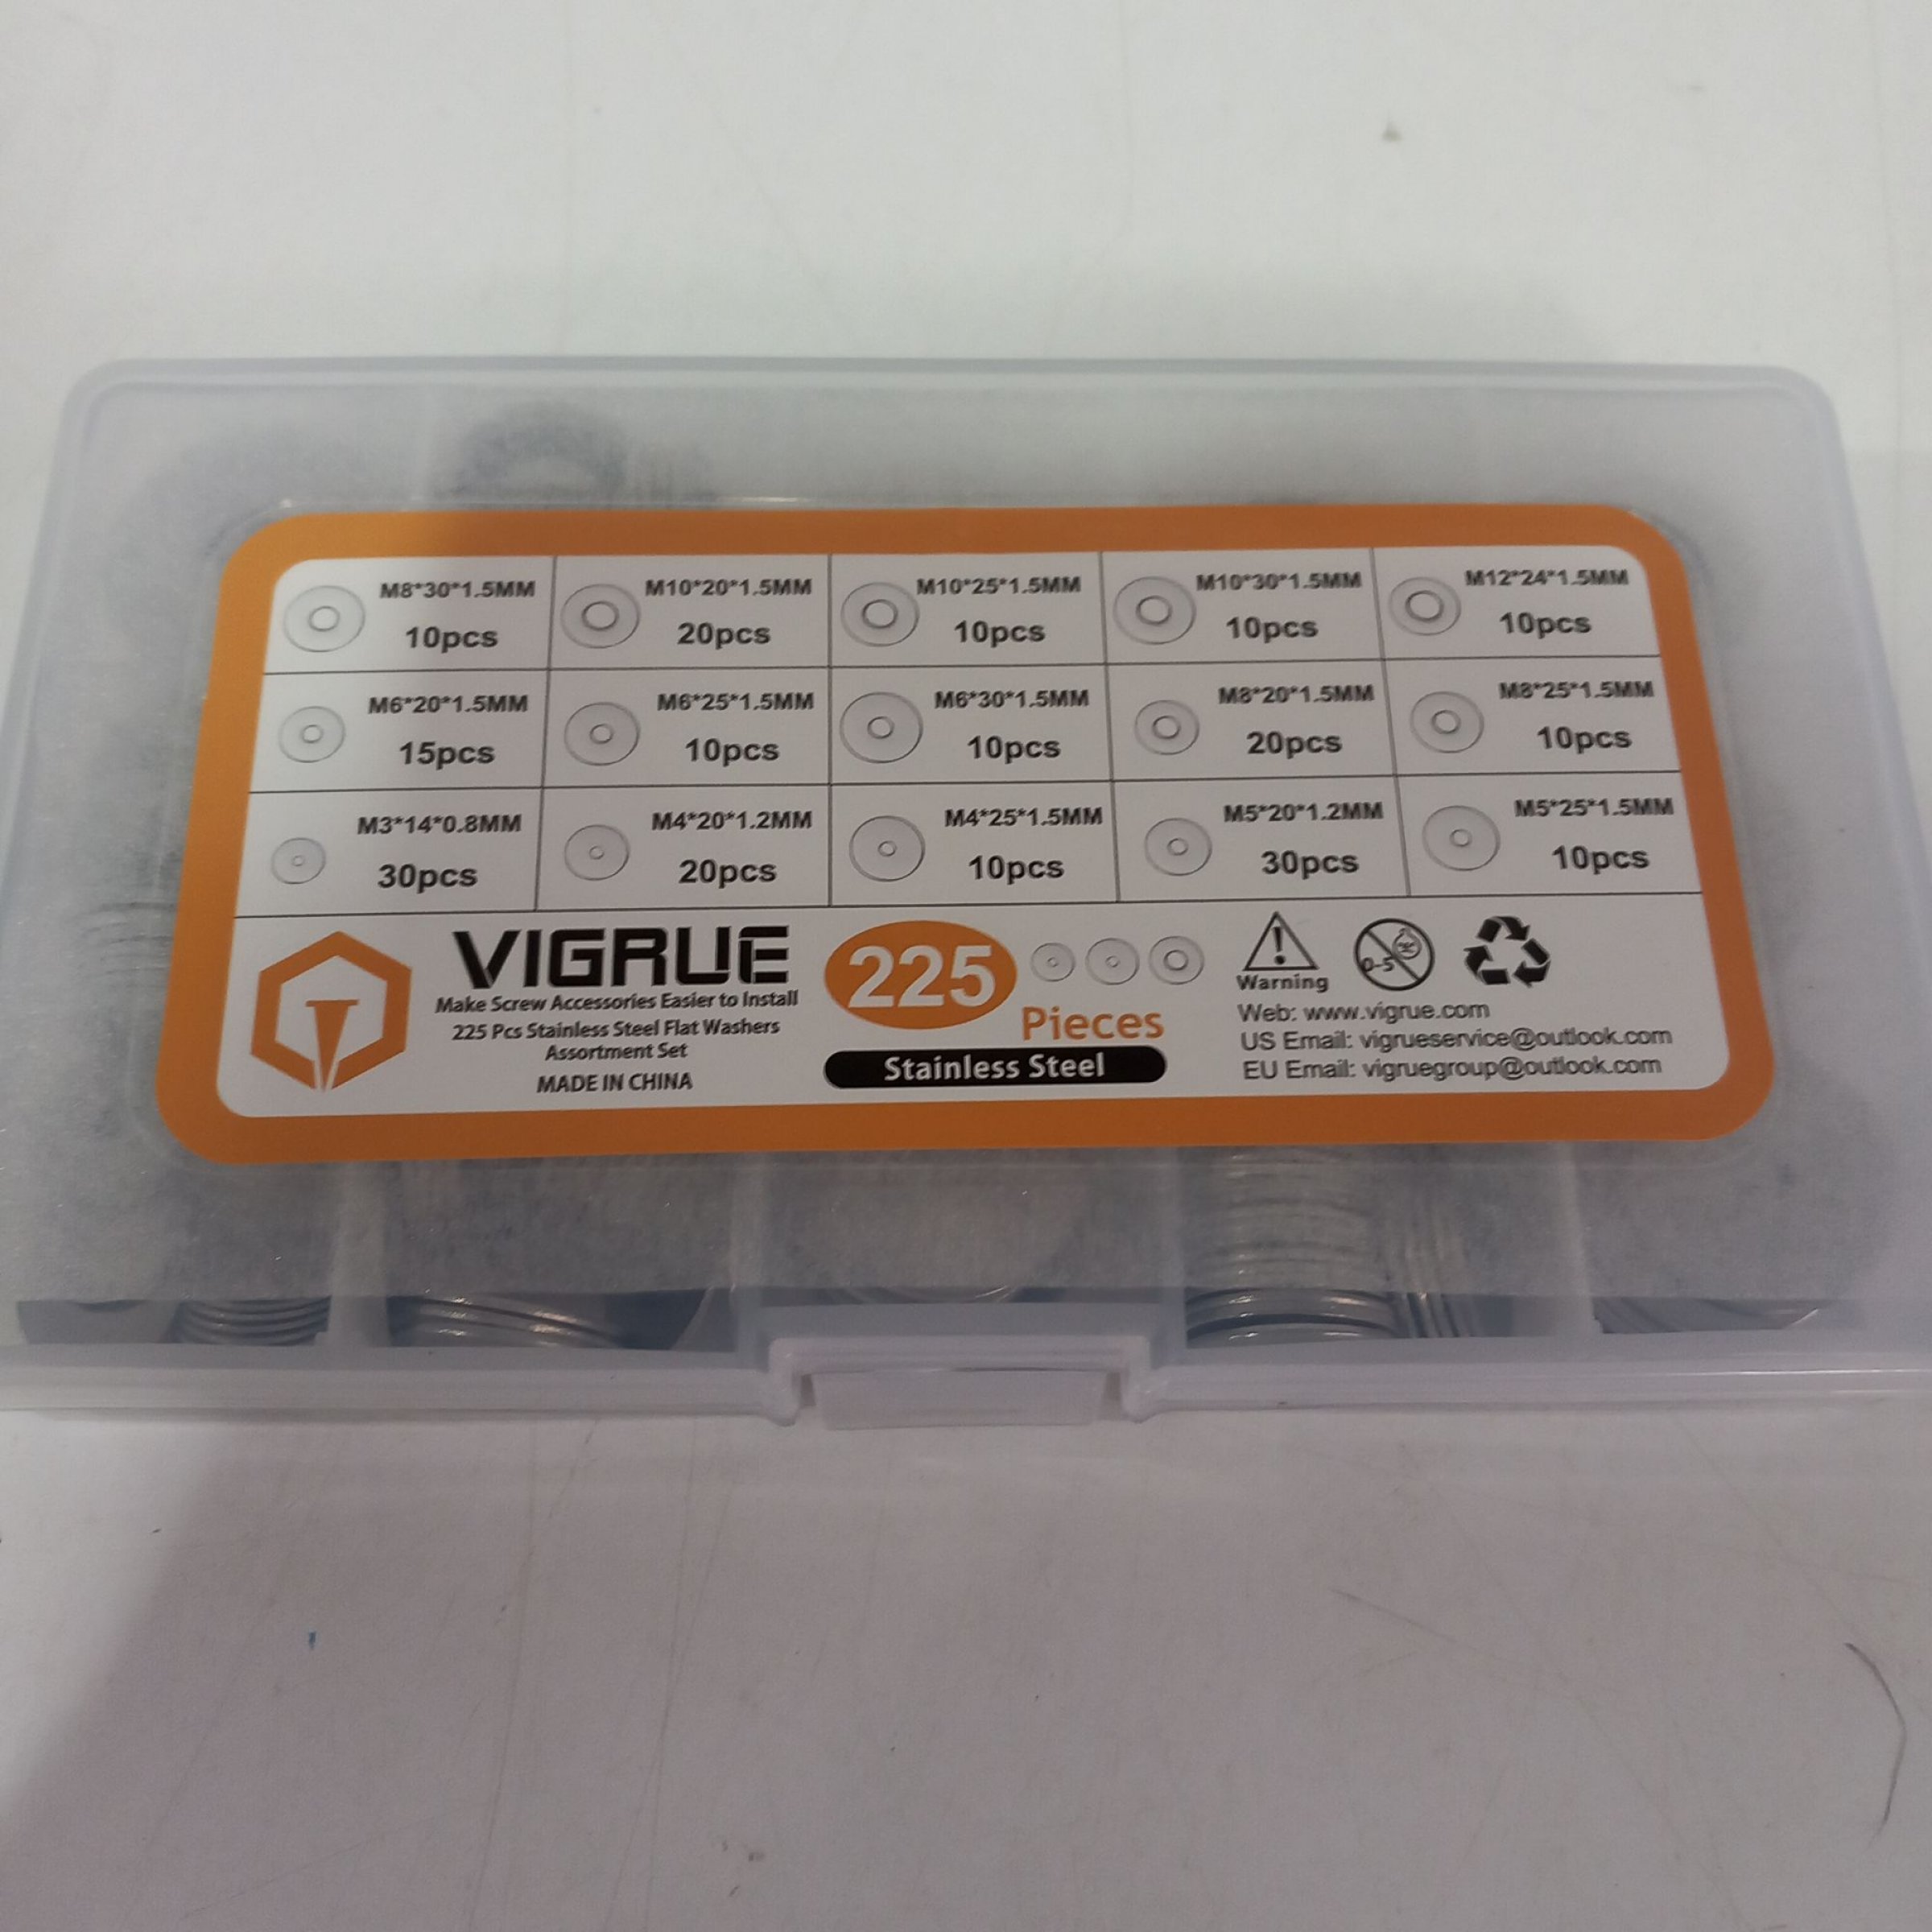 M8*30*1.5MM
10pcs
M10*20*1.5MM
20pcs
M10*25*1.5MM
10pcs
M10*30*1.5MM
10pcs
M12*24*1.5MM
10pcs
M6*20*1.5MM
15pcs
M6*25*1.5MM
10pcs
M6*30*1.5MM
10pcs
M8*20*1.5MM
20pcs
M8*25*1.5MM
10pcs
M3*14*0.8MM
30pcs
M4*20*1.2MM
20pcs
M4*25*1.5MM
10pcs
M5*20*1.2MM
30pcs
M5*25*1.5MM
10pcs
VIGRUE
Make Screw Accessories Easier to Install
225 Pcs Stainless Steel Flat Washers
Assortment Set
MADE IN CHINA
225
Pieces
Stainless Steel
Warning
0-3
Web: www.vigrue.com
US Email: vigrueservice@outlook.com
EU Email: vigruegroup@outlook.com